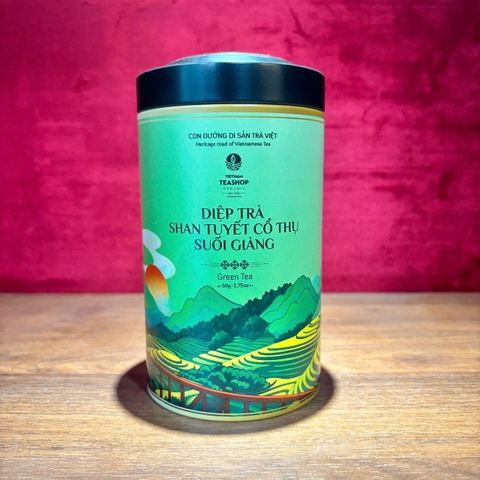 CON ĐƯỜNG DI SẢN TRÀ VIỆT
Heritage road of Vietnamese Tea
VIETNAM
TEASHOP
ORGANIC
DIỆP TRÀ
SHAN TUYẾT CỔ THỤ
SUỐI GIÀNG
Green Tea
50g - 1.75oz